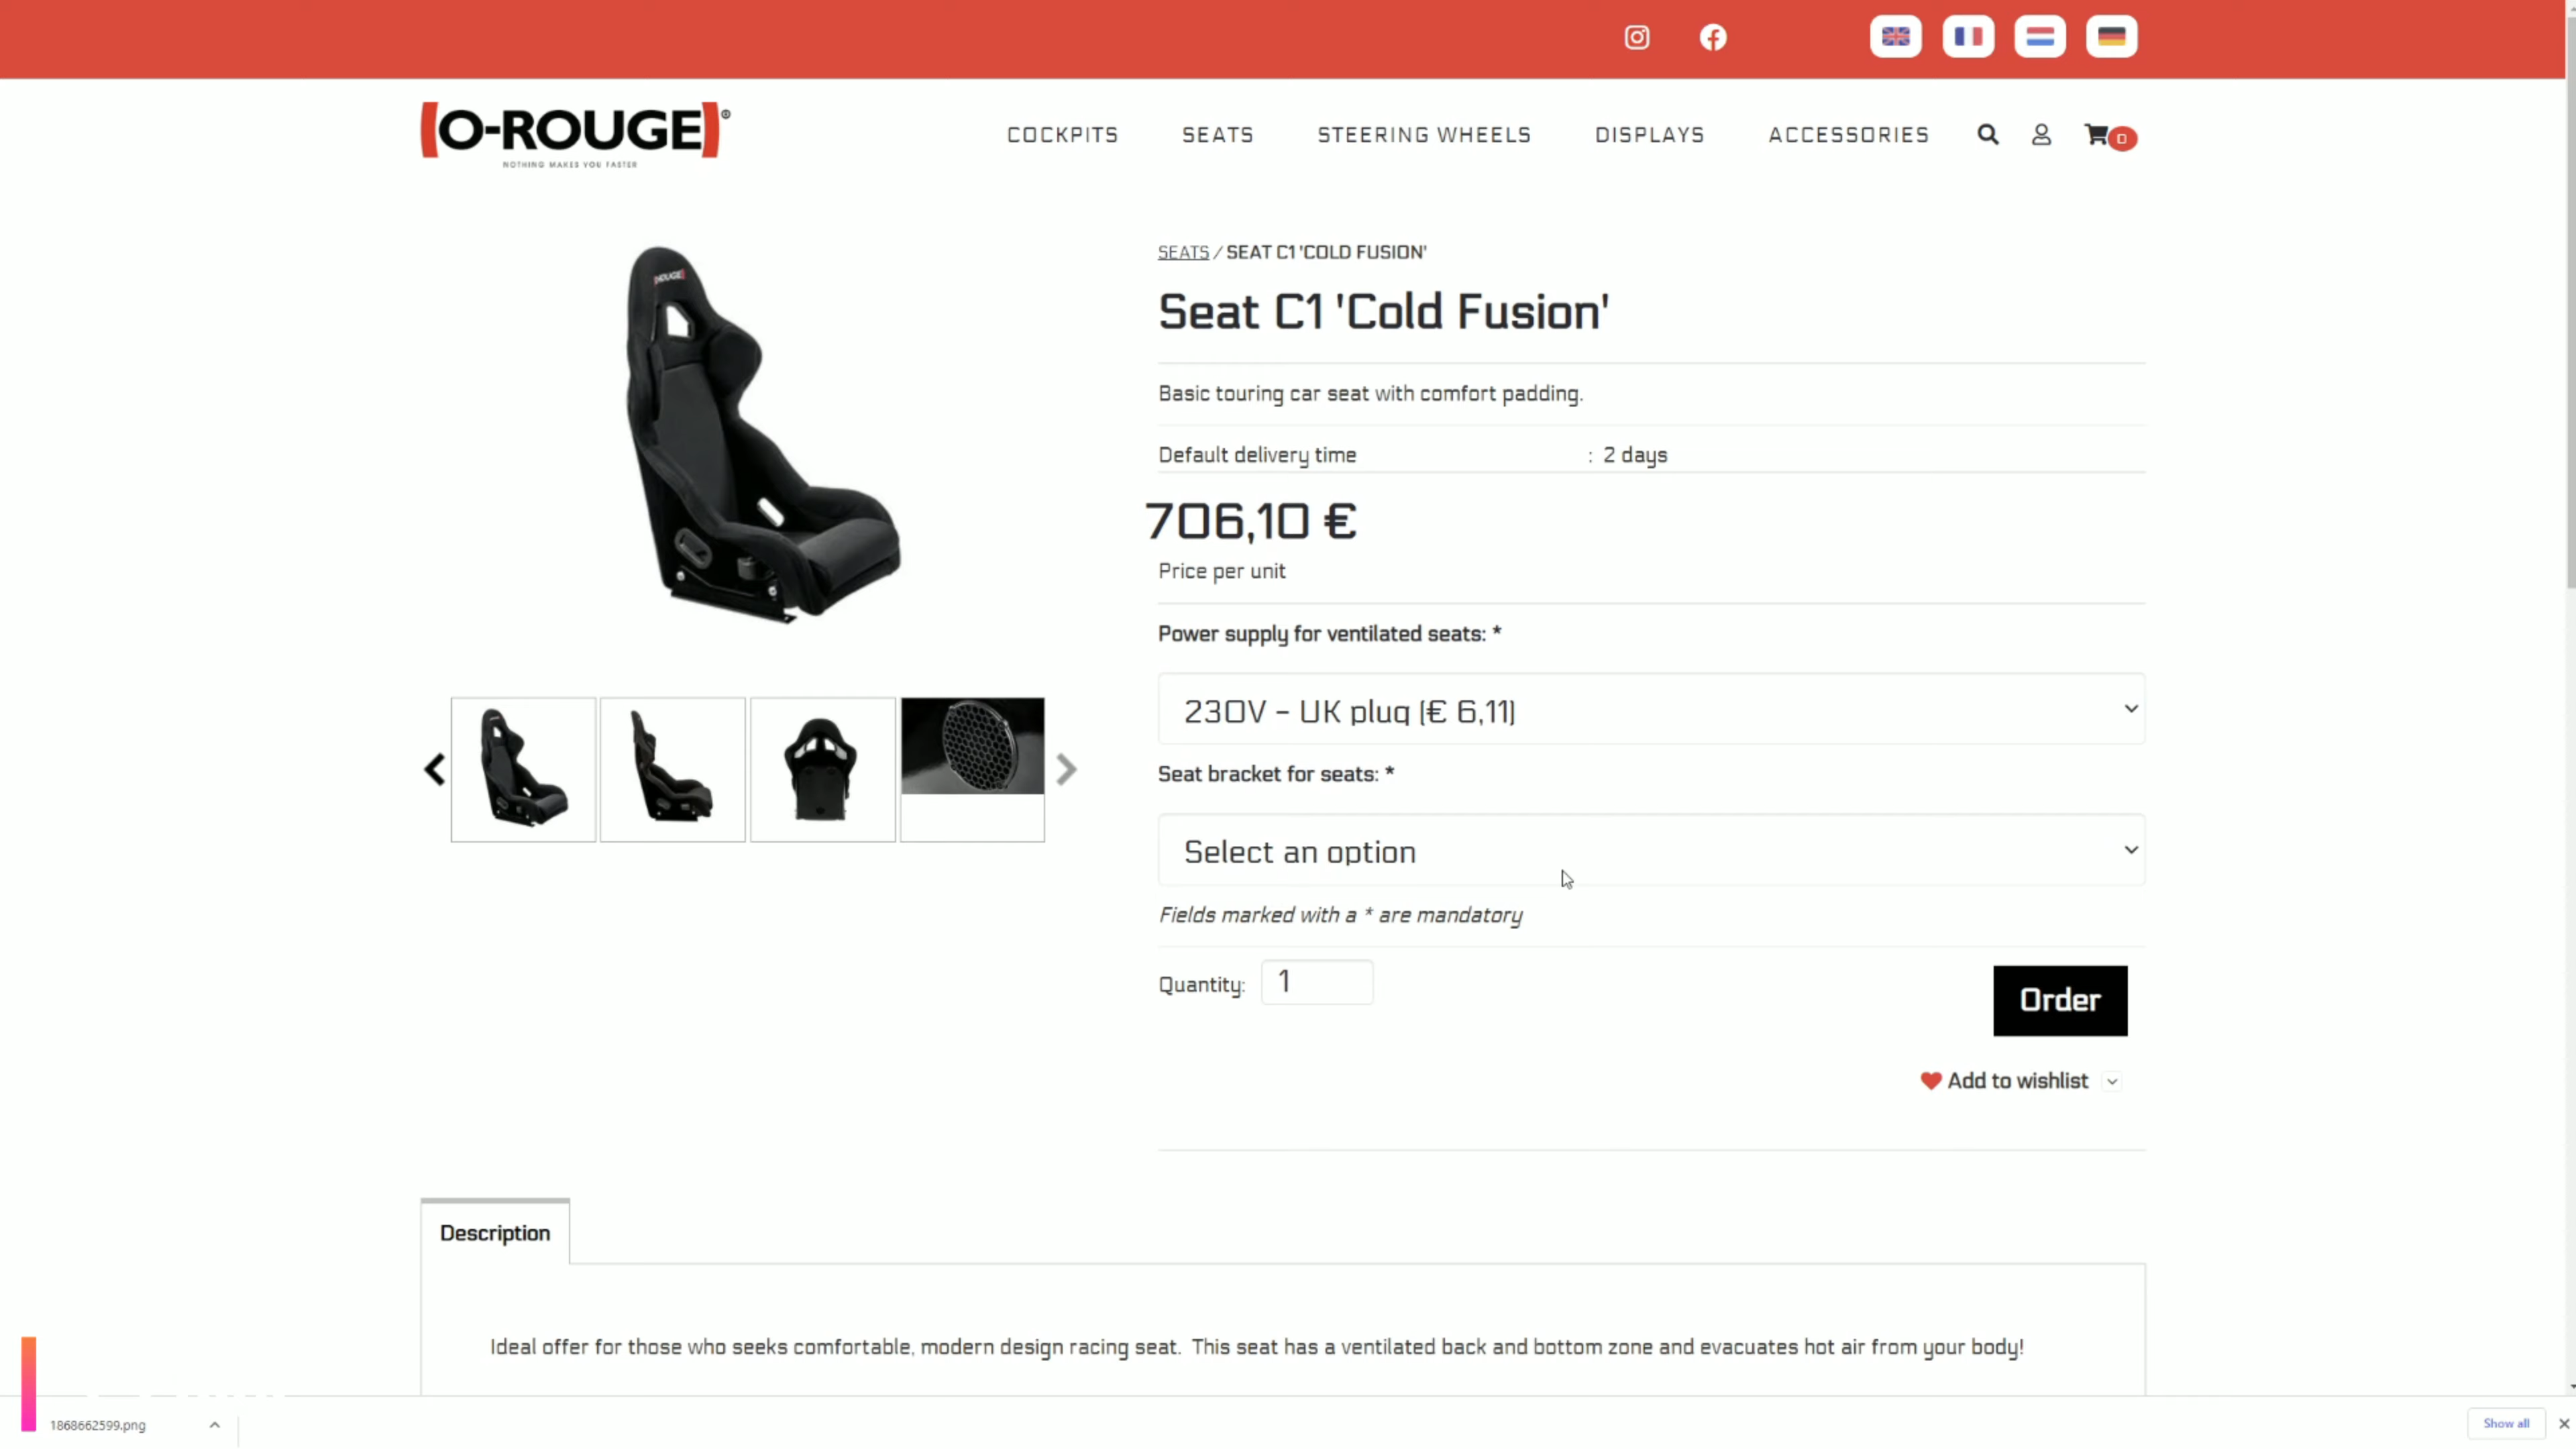 (O-ROUGE)®
NOTHING MAKES YOU FASTER
COCKPITS SEATS STEERING WHEELS DISPLAYS ACCESSORIES 0
SEATS / SEAT C1 'COLD FUSION'
Seat C1 'Cold Fusion'
Basic touring car seat with comfort padding.
Default delivery time : 2 days
706,10 €
Price per unit
Power supply for ventilated seats: *
230V - UK plug (€ 6,11)
Seat bracket for seats: *
Select an option
Fields marked with a * are mandatory
Quantity: 1
Order
Add to wishlist
Description
Ideal offer for those who seeks comfortable, modern design racing seat. This seat has a ventilated back and bottom zone and evacuates hot air from your body!
1868662599.png
Show all